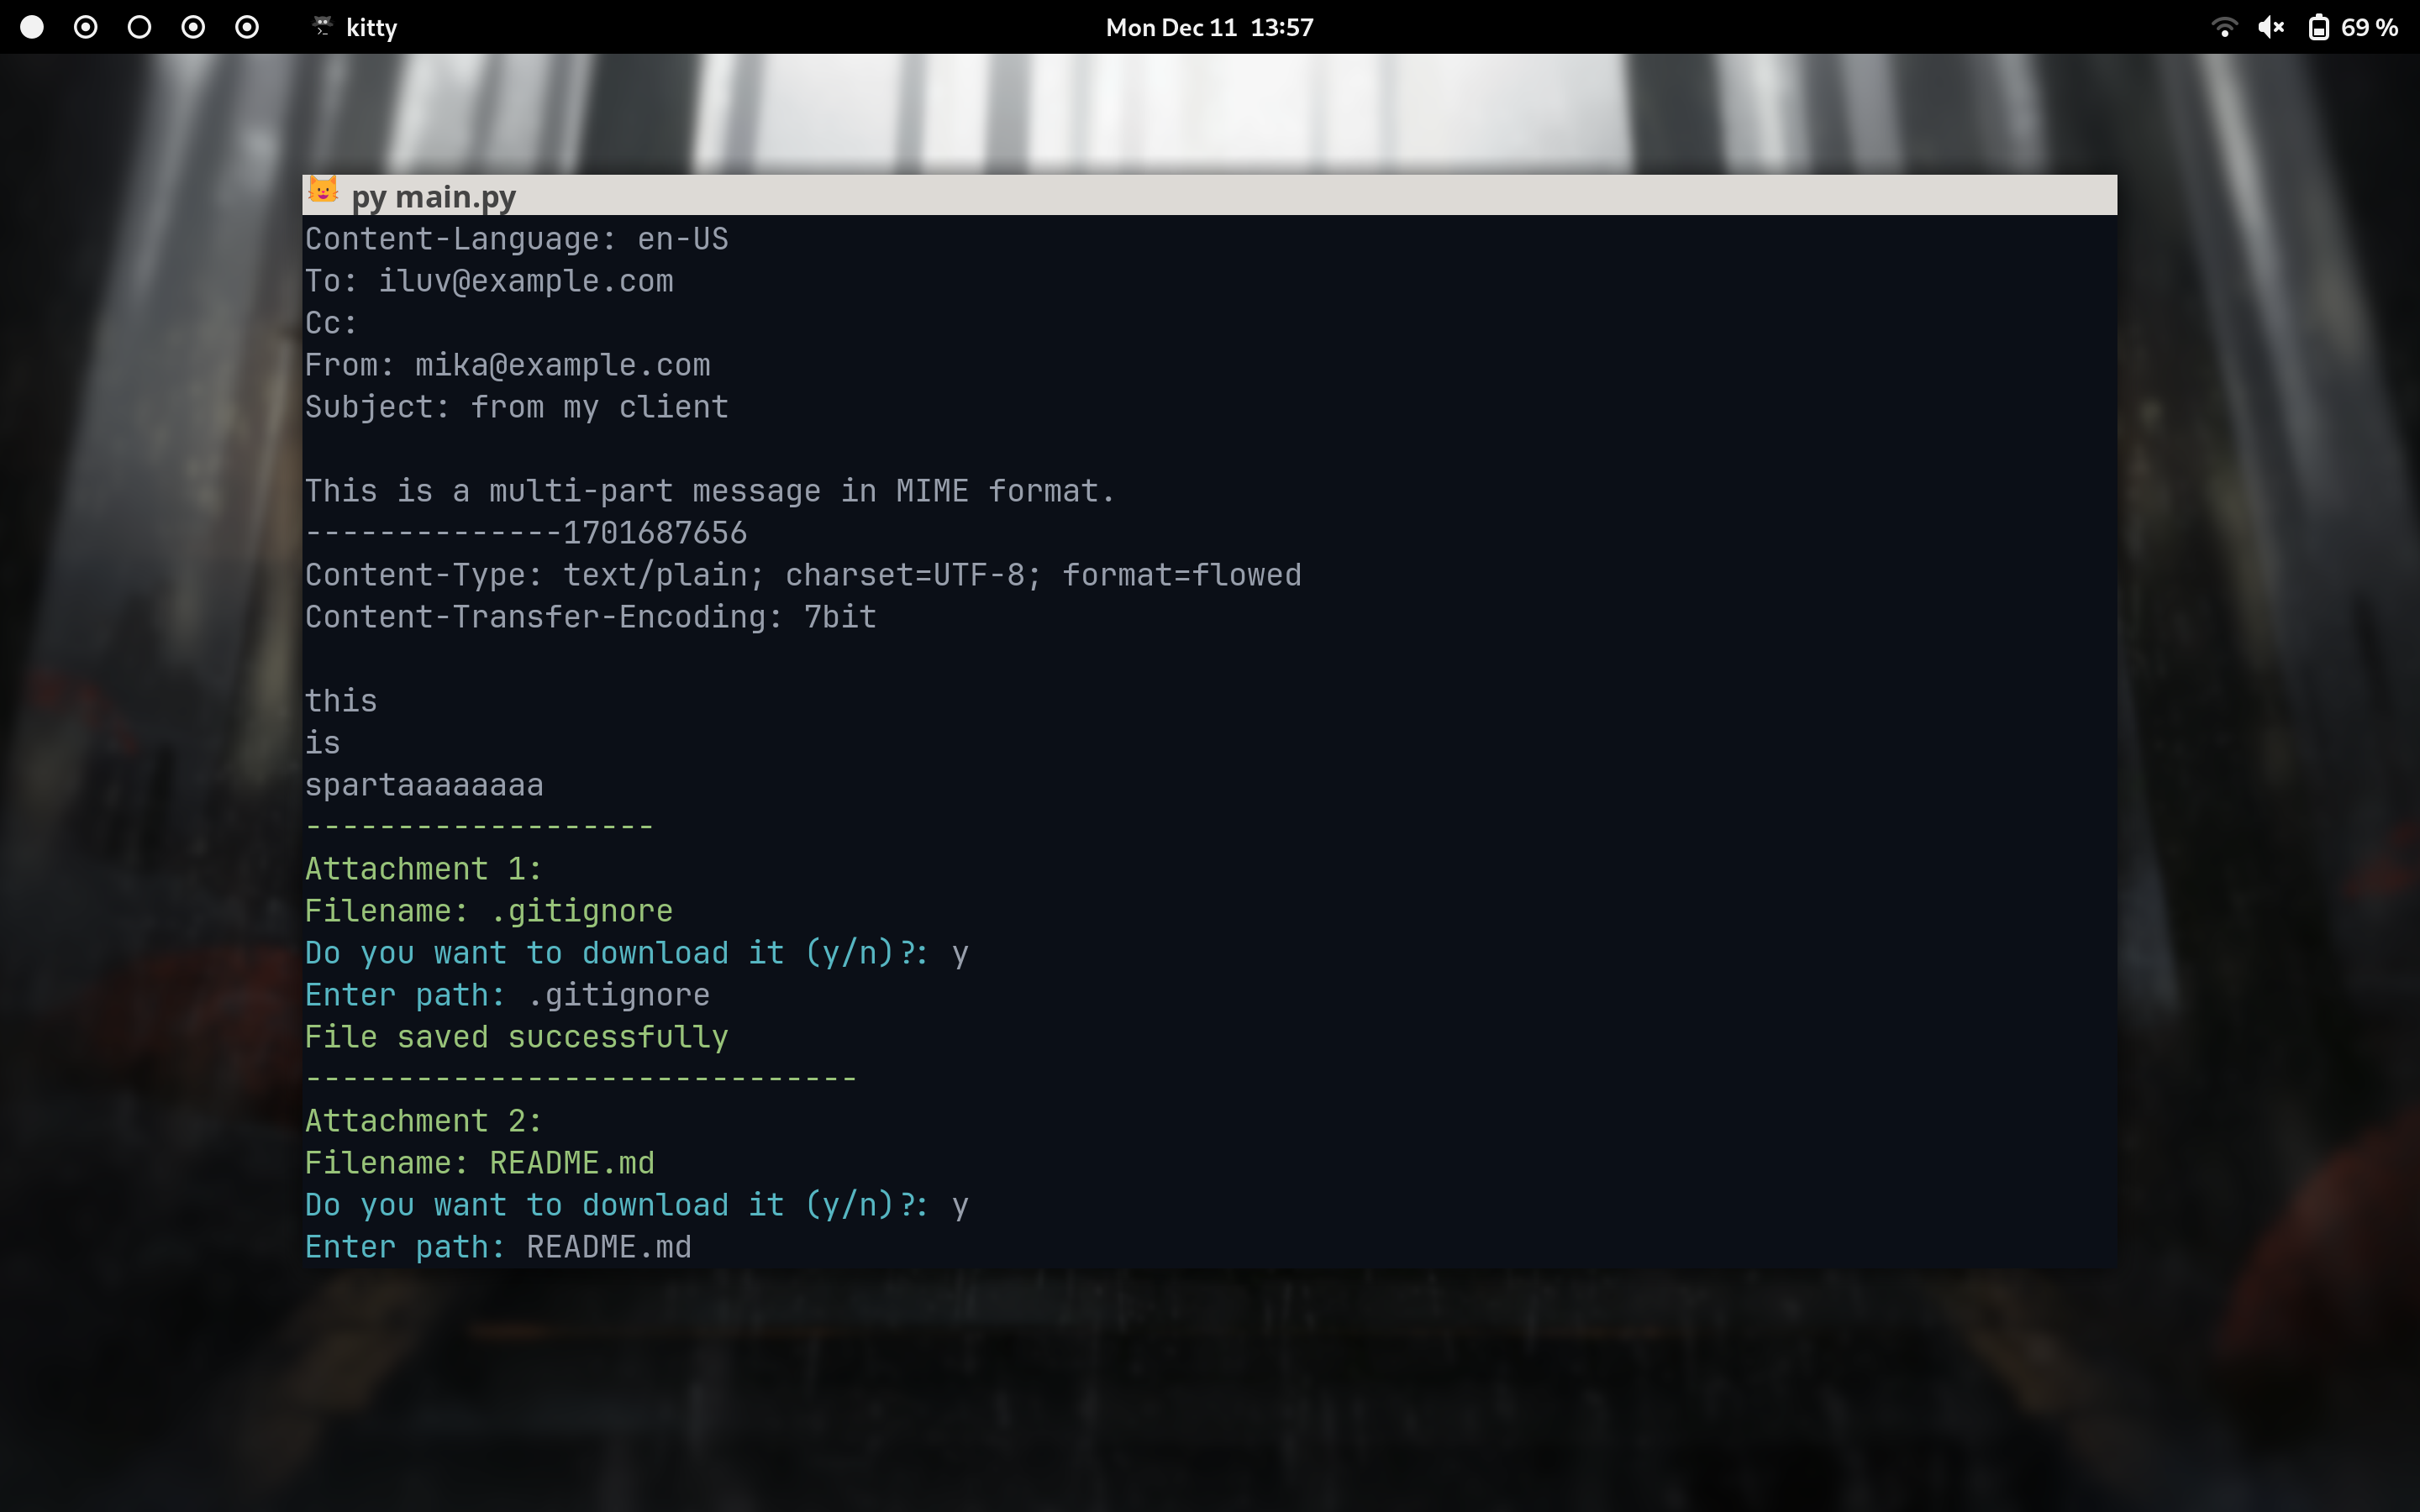 kitty
Mon Dec 11 13:57
69 %
py main.py
Content-Language: en-US
To: iluv@example.com
Cc:
From: mika@example.com
Subject: from my client
This is a multi-part message in MIME format.
--------------1701687656
Content-Type: text/plain; charset=UTF-8; format=flowed
Content-Transfer-Encoding: 7bit
this
is
spartaaaaaaaa
-------------------
Attachment 1:
Filename: .gitignore
Do you want to download it (y/n)?: y
Enter path: .gitignore
File saved successfully
------------------------------
Attachment 2:
Filename: README.md
Do you want to download it (y/n)?: y
Enter path: README.md